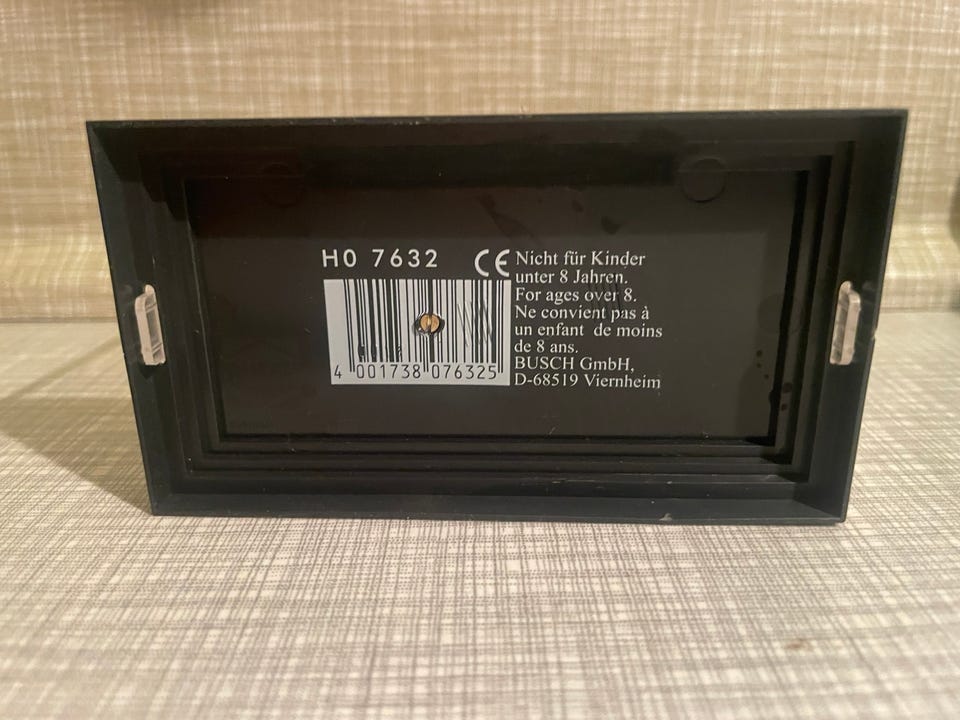 HO 7632 CE
Nicht für Kinder
unter 8 Jahren.
For ages over 8.
Ne convient pas à
un enfant de moins
de 8 ans.
BUSCH GmbH,
D-68519 Viernheim
4 001738 076325